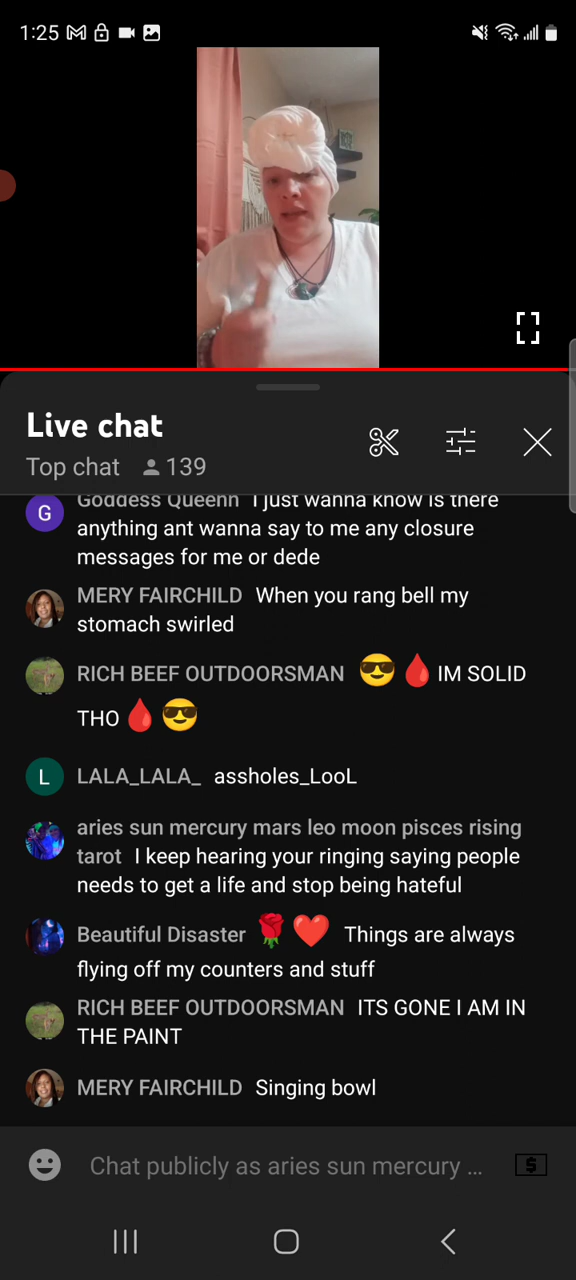 1:25
Live chat
Top chat 139
Goddess Queenn I just wanna know is there
anything ant wanna say to me any closure
messages for me or dede
MERY FAIRCHILD When you rang bell my
stomach swirled
RICH BEEF OUTDOORSMAN 😎🩸 IM SOLID
THO 🩸😎
L LALA_LALA_ assholes_LooL
aries sun mercury mars leo moon pisces rising
tarot I keep hearing your ringing saying people
needs to get a life and stop being hateful
Beautiful Disaster 🌹❤️ Things are always
flying off my counters and stuff
RICH BEEF OUTDOORSMAN ITS GONE I AM IN
THE PAINT
MERY FAIRCHILD Singing bowl
Chat publicly as aries sun mercury ...